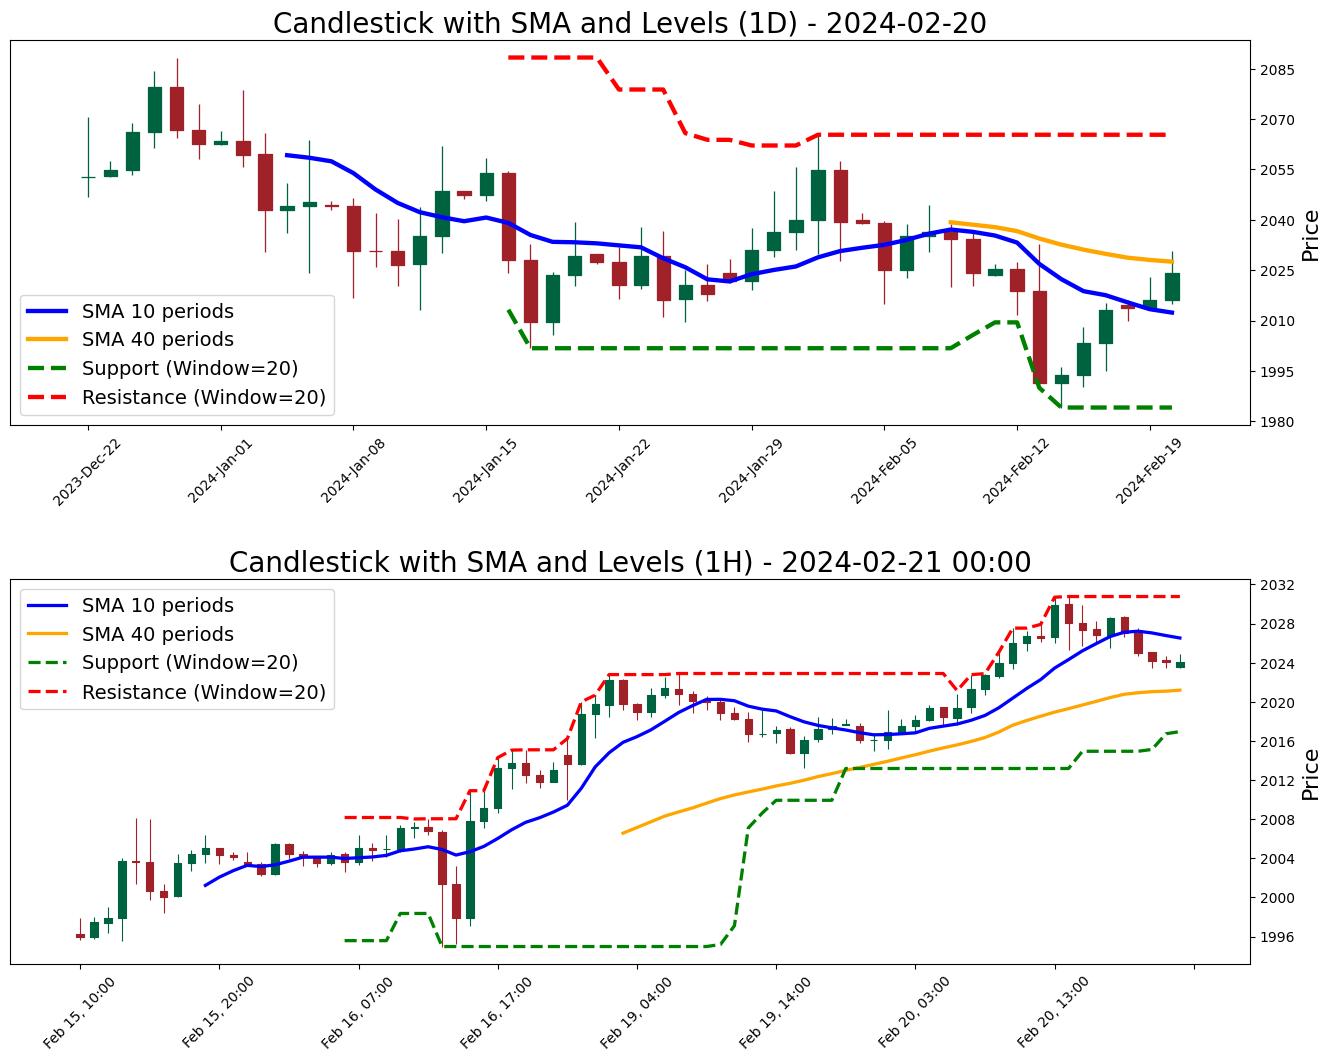 Candlestick with SMA and Levels (1D) - 2024-02-20
SMA 10 periods
SMA 40 periods
Support (Window=20)
Resistance (Window=20)
2085
2070
2055
2040
2025
2010
1995
1980
Price
2023-Dec-22
2024-Jan-01
2024-Jan-08
2024-Jan-15
2024-Jan-22
2024-Jan-29
2024-Feb-05
2024-Feb-12
2024-Feb-19
Candlestick with SMA and Levels (1H) - 2024-02-21 00:00
SMA 10 periods
SMA 40 periods
Support (Window=20)
Resistance (Window=20)
2032
2028
2024
2020
2016
2012
2008
2004
2000
1996
Price
Feb 15, 10:00
Feb 15, 20:00
Feb 16, 07:00
Feb 16, 17:00
Feb 19, 04:00
Feb 19, 14:00
Feb 20, 03:00
Feb 20, 13:00